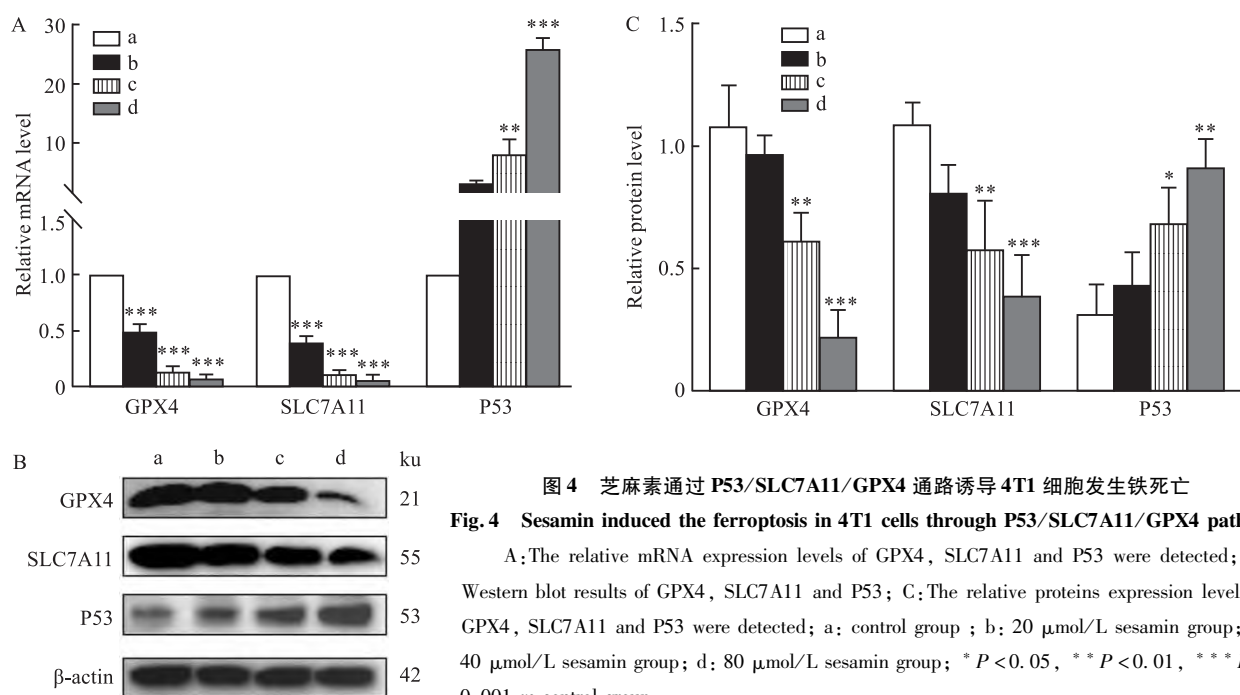 A
30
20
10
1.5
1.0
0.5
0
Relative mRNA level
a
b
c
d
***
***
***
***
***
***
**
***
GPX4 SLC7A11 P53
C
1.5
1.0
0.5
0
Relative protein level
a
b
c
d
**
***
**
***
*
**
GPX4 SLC7A11 P53
B
a b c d ku
GPX4 21
SLC7A11 55
P53 53
β-actin 42
图 4 芝麻素通过 P53/SLC7A11/GPX4 通路诱导 4T1 细胞发生铁死亡
Fig. 4 Sesamin induced the ferroptosis in 4T1 cells through P53/SLC7A11/GPX4 path
A:The relative mRNA expression levels of GPX4, SLC7A11 and P53 were detected;
Western blot results of GPX4, SLC7A11 and P53; C:The relative proteins expression level
GPX4, SLC7A11 and P53 were detected; a: control group ; b: 20 μmol/L sesamin group;
40 μmol/L sesamin group; d: 80 μmol/L sesamin group; *P<0.05, **P<0.01, ***